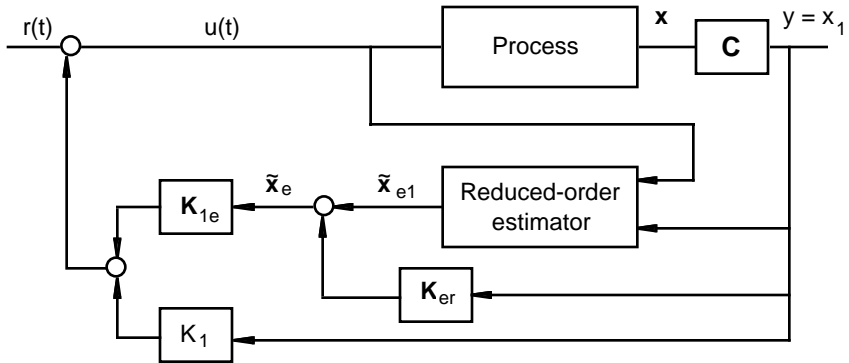 r(t)
u(t)
Process
x
C
y = x₁
K₁ₑ
x̃ₑ
x̃ₑ₁
Reduced-order
estimator
Kₑᵣ
K₁